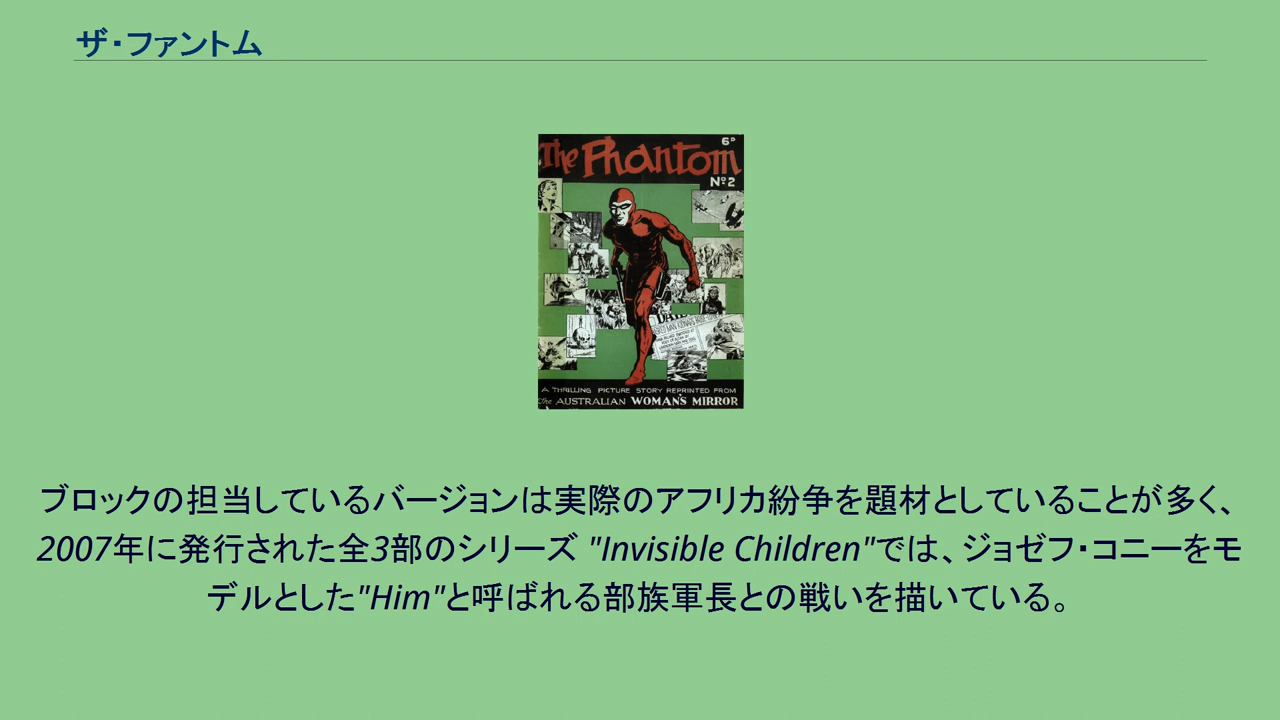 ザ・ファントム
The Phantom
6D
Nº2
A THRILLING PICTURE STORY REPRINTED FROM
The AUSTRALIAN WOMAN'S MIRROR
ブロックの担当しているバージョンは実際のアフリカ紛争を題材としていることが多く、
2007年に発行された全3部のシリーズ "Invisible Children"では、ジョゼフ・コニーをモ
デルとした"Him"と呼ばれる部族軍長との戦いを描いている。